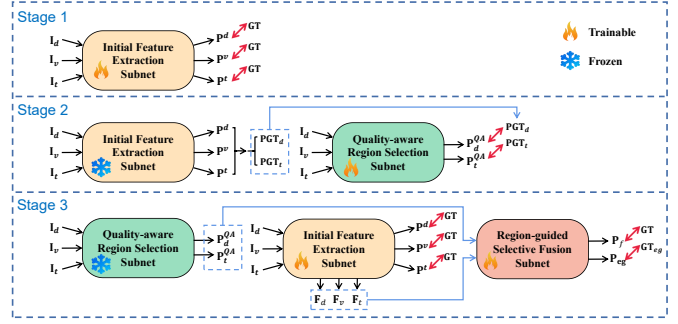 Stage 1
I_d
I_v
I_t
Initial Feature
Extraction
Subnet
P^d GT
P^v GT
P^t GT
Trainable
Frozen
Stage 2
I_d
I_v
I_t
Initial Feature
Extraction
Subnet
P^d
P^v
P^t
PGT_d
PGT_t
I_d
I_v
I_t
Quality-aware
Region Selection
Subnet
P_d^{QA} PGT_d
P_t^{QA} PGT_t
Stage 3
I_d
I_v
I_t
Quality-aware
Region Selection
Subnet
P_d^{QA}
P_t^{QA}
I_d
I_v
I_t
Initial Feature
Extraction
Subnet
P^d GT
P^v GT
P^t GT
F_d F_v F_t
Region-guided
Selective Fusion
Subnet
P_f GT
P_eg GT_eg